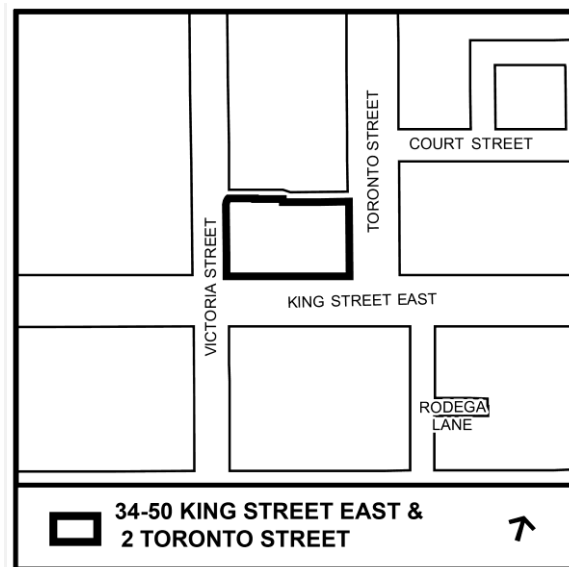 TORONTO STREET
COURT STREET
VICTORIA STREET
KING STREET EAST
RODEGA
LANE
34-50 KING STREET EAST &
2 TORONTO STREET